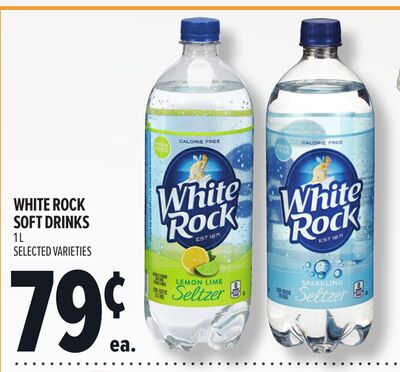 WHITE ROCK
SOFT DRINKS
1 L
SELECTED VARIETIES
79¢
ea.
CALORIE FREE
White
Rock
EST 1871
LEMON LIME
Seltzer
CALORIE FREE
White
Rock
EST 1871
SPARKLING
Seltzer